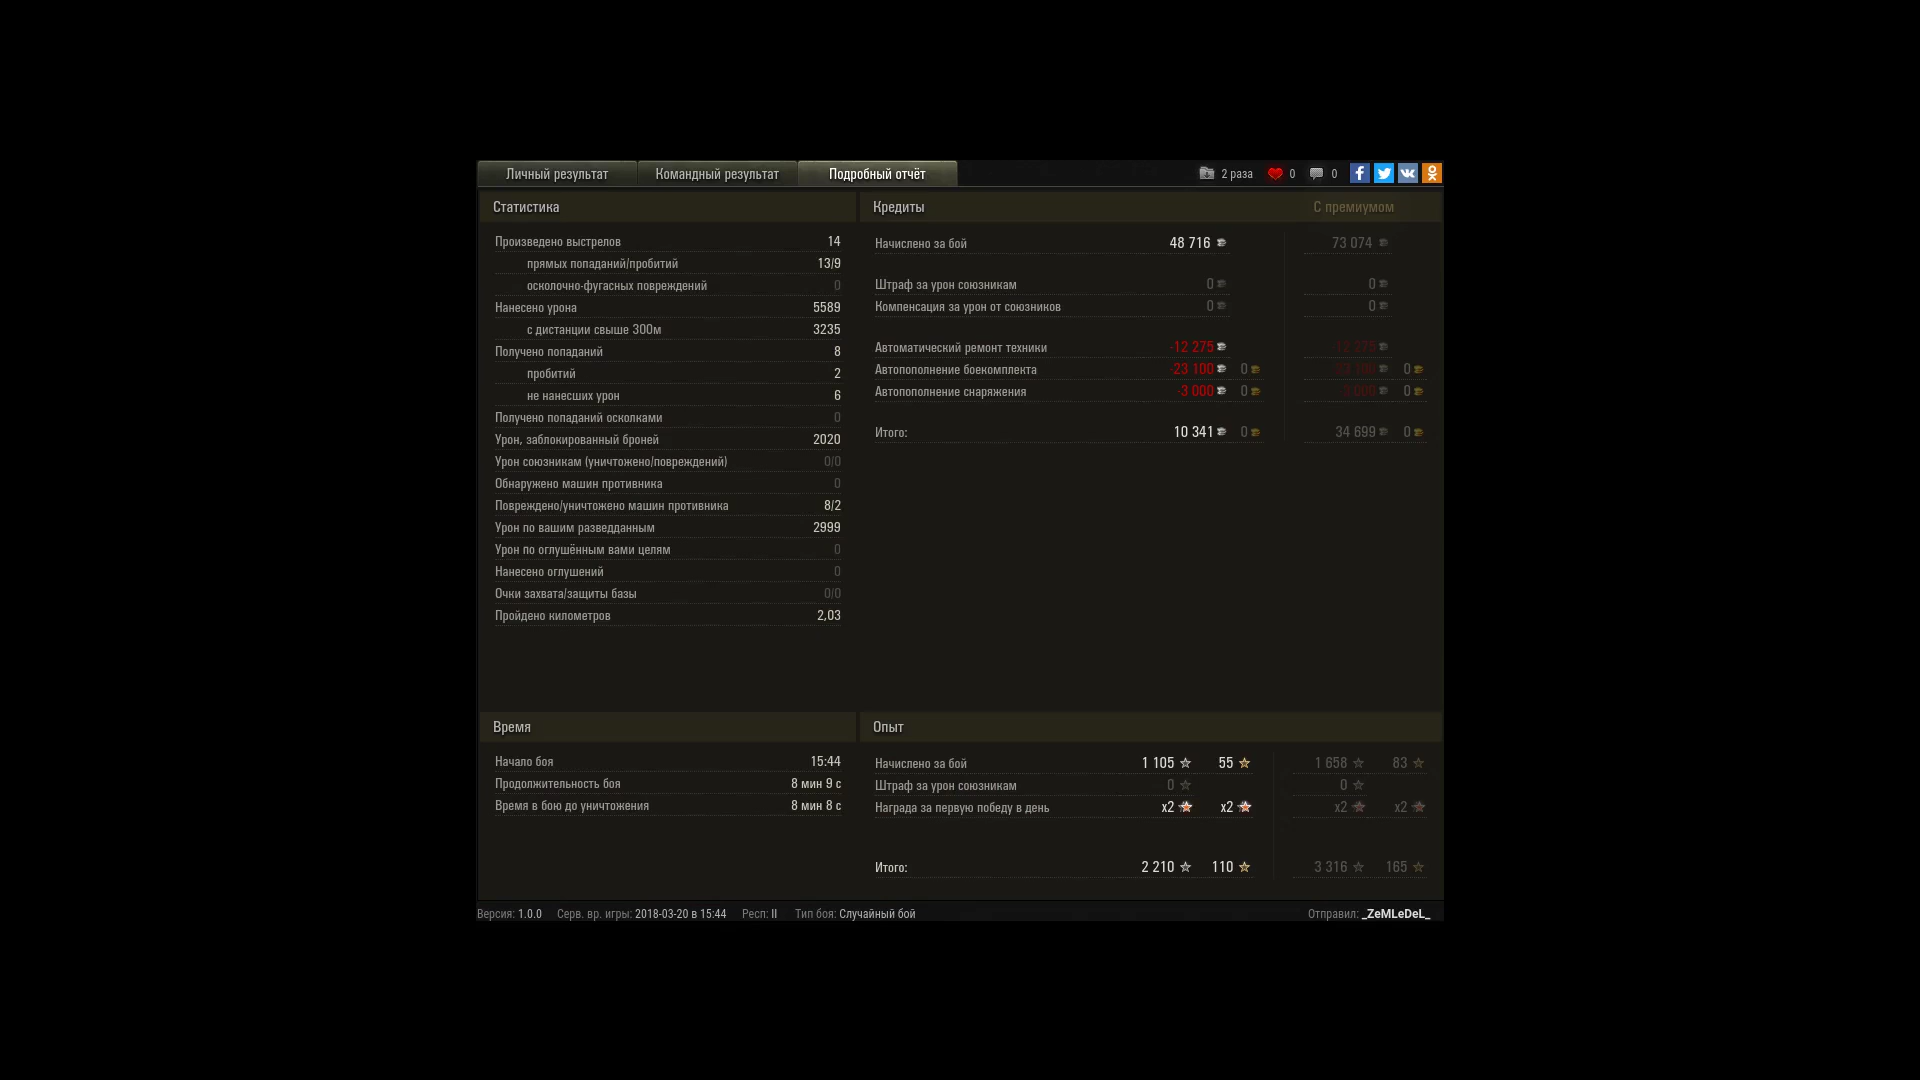 Личный результат Командный результат Подробный отчёт 2 раза 0 0
Статистика
Произведено выстрелов 14
прямых попаданий/пробитий 13/9
осколочно-фугасных повреждений 0
Нанесено урона 5589
с дистанции свыше 300м 3235
Получено попаданий 8
пробитий 2
не нанесших урон 6
Получено попаданий осколками 0
Урон, заблокированный броней 2020
Урон союзникам (уничтожено/повреждений) 0/0
Обнаружено машин противника 0
Повреждено/уничтожено машин противника 8/2
Урон по вашим разведданным 2999
Урон по оглушённым вами целям 0
Нанесено оглушений 0
Очки захвата/защиты базы 0/0
Пройдено километров 2,03
Кредиты С премиумом
Начислено за бой 48 716 73 074
Штраф за урон союзникам 0 0
Компенсация за урон от союзников 0 0
Автоматический ремонт техники -12 275 -12 275
Автопополнение боекомплекта -23 100 0 -23 100 0
Автопополнение снаряжения -3 000 0 -3 000 0
Итого: 10 341 0 34 699 0
Время
Начало боя 15:44
Продолжительность боя 8 мин 9 с
Время в бою до уничтожения 8 мин 8 с
Опыт
Начислено за бой 1 105 55 1 658 83
Штраф за урон союзникам 0 0
Награда за первую победу в день x2 x2 x2 x2
Итого: 2 210 110 3 316 165
Версия: 1.0.0 Серв. вр. игры: 2018-03-20 в 15:44 Респ: II Тип боя: Случайный бой Отправил: _ZeMLeDeL_